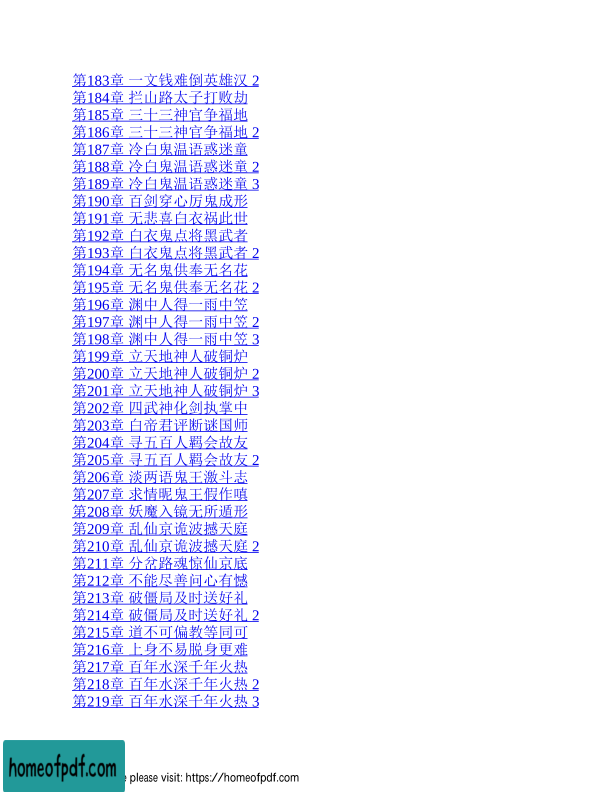 第183章 一文钱难倒英雄汉 2
第184章 拦山路太子打败劫
第185章 三十三神官争福地
第186章 三十三神官争福地 2
第187章 冷白鬼温语惑迷童
第188章 冷白鬼温语惑迷童 2
第189章 冷白鬼温语惑迷童 3
第190章 百剑穿心厉鬼成形
第191章 无悲喜白衣祸此世
第192章 白衣鬼点将黑武者
第193章 白衣鬼点将黑武者 2
第194章 无名鬼供奉无名花
第195章 无名鬼供奉无名花 2
第196章 渊中人得一雨中笠
第197章 渊中人得一雨中笠 2
第198章 渊中人得一雨中笠 3
第199章 立天地神人破铜炉
第200章 立天地神人破铜炉 2
第201章 立天地神人破铜炉 3
第202章 四武神化剑执掌中
第203章 白帝君评断谜国师
第204章 寻五百人羁会故友
第205章 寻五百人羁会故友 2
第206章 淡两语鬼王激斗志
第207章 求情昵鬼王假作嗔
第208章 妖魔入镜无所遁形
第209章 乱仙京诡波撼天庭
第210章 乱仙京诡波撼天庭 2
第211章 分岔路魂惊仙京底
第212章 不能尽善问心有憾
第213章 破僵局及时送好礼
第214章 破僵局及时送好礼 2
第215章 道不可偏教等同可
第216章 上身不易脱身更难
第217章 百年水深千年火热
第218章 百年水深千年火热 2
第219章 百年水深千年火热 3
homeofpdf.com
please visit: https://homeofpdf.com